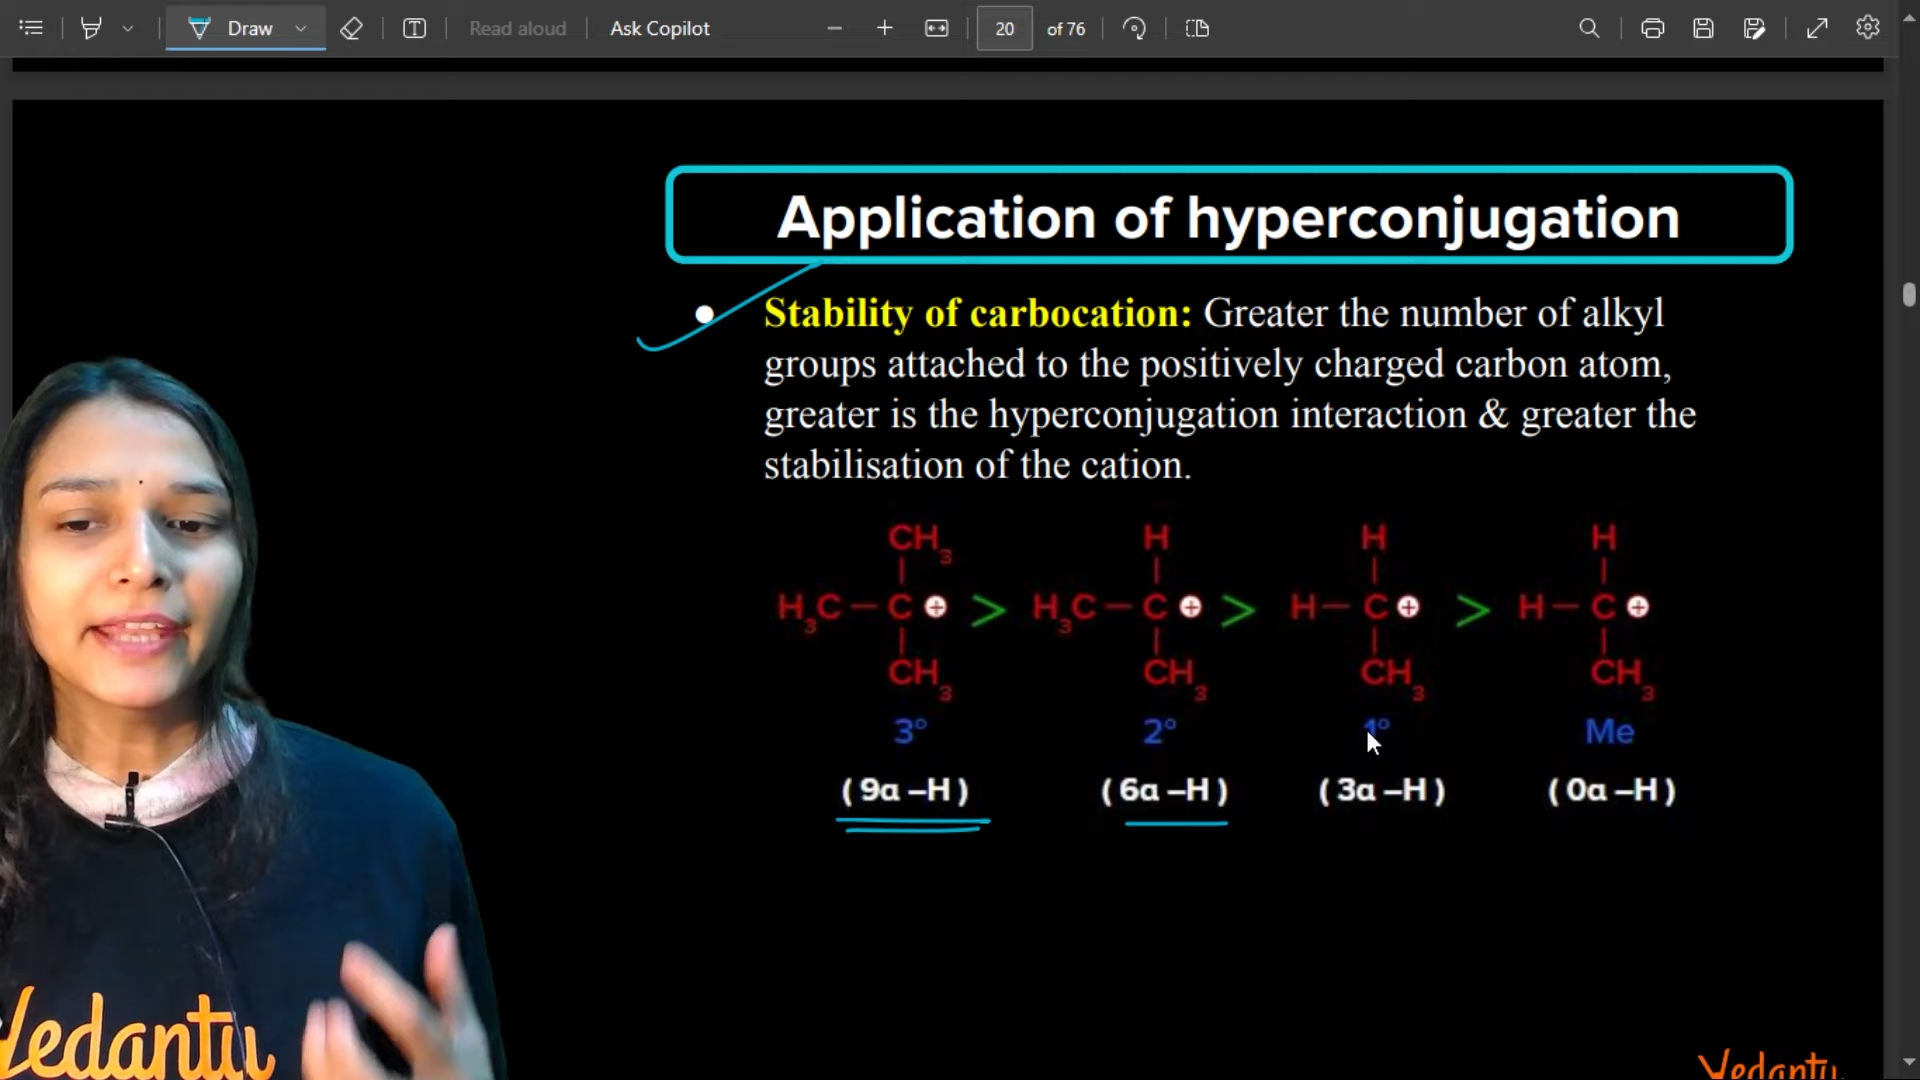 Draw
Read aloud
Ask Copilot
20
of 76
Application of hyperconjugation
• Stability of carbocation: Greater the number of alkyl
groups attached to the positively charged carbon atom,
greater is the hyperconjugation interaction & greater the
stabilisation of the cation.
CH3 H H H
H3C – C ⊕ > H3C – C ⊕ > H – C ⊕ > H – C ⊕
CH3 CH3 CH3 CH3
3° 2° 1° Me
( 9α –H ) ( 6α –H ) ( 3α –H ) ( 0α –H )
Vedantu
Vedantu